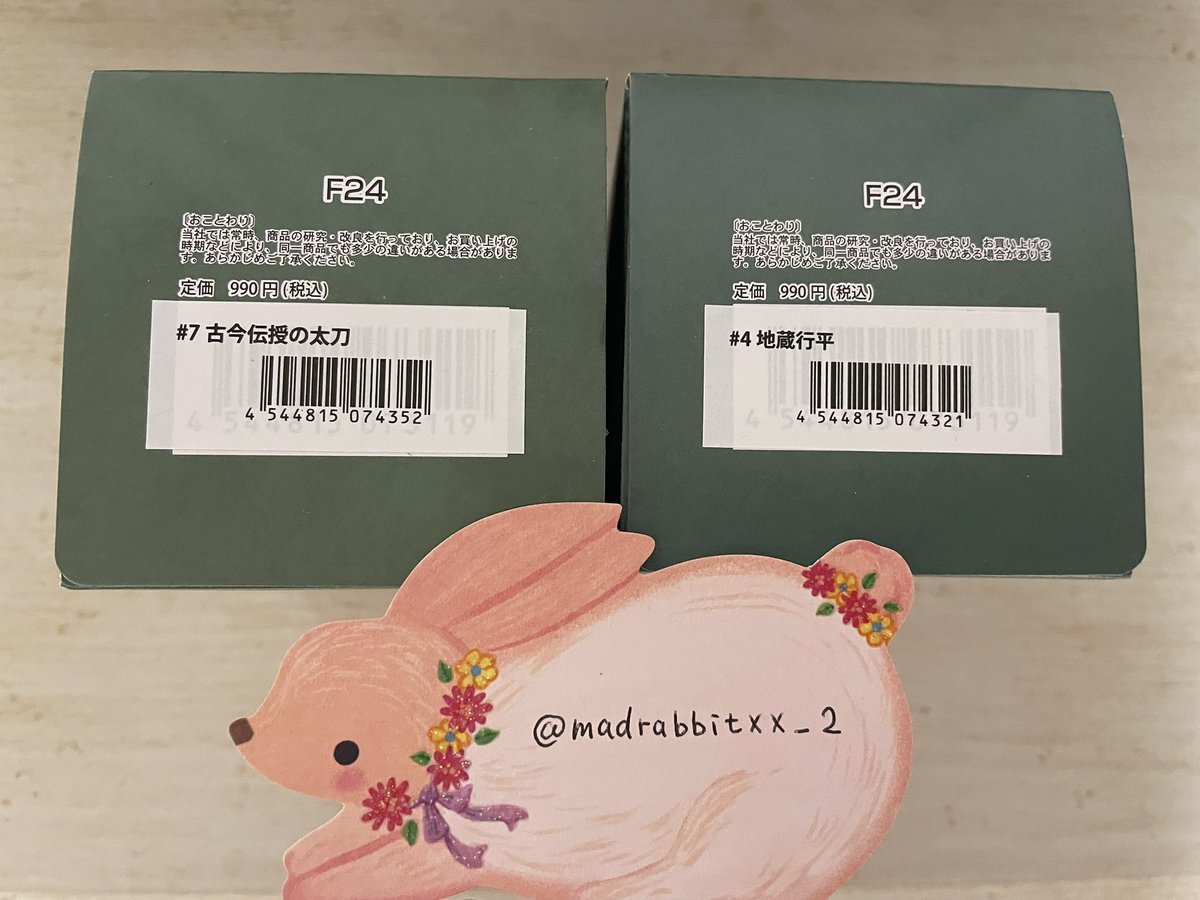 F24
〔おことわり〕
当社では常時、商品の研究・改良を行っており、お買い上げの
時期などにより、同一商品でも多少の違いがある場合がありま
す。あらかじめご了承ください。
定価 990円(税込)
#7 古今伝授の太刀
4 544815 074352
F24
〔おことわり〕
当社では常時、商品の研究・改良を行っており、お買い上げの
時期などにより、同一商品でも多少の違いがある場合がありま
す。あらかじめご了承ください。
定価 990円(税込)
#4 地蔵行平
4 544815 074321
@madrabbitxx_2